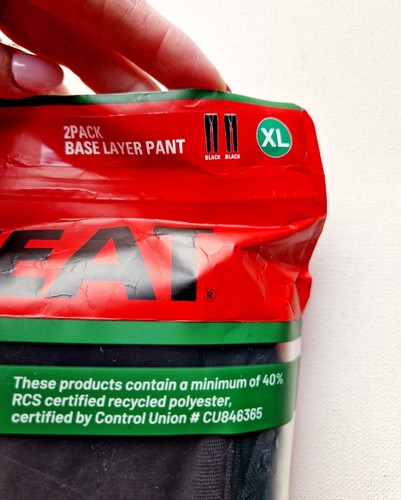 2PACK
BASE LAYER PANT
BLACK BLACK
XL
EAT®
These products contain a minimum of 40%
RCS certified recycled polyester,
certified by Control Union # CU846365